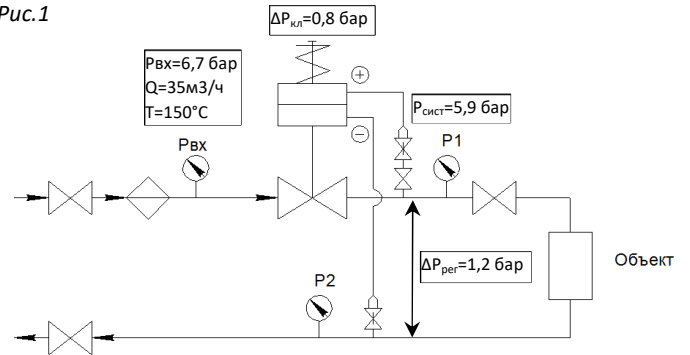 Рис.1
ΔPкл=0,8 бар
Pвх=6,7 бар
Q=35м3/ч
T=150°C
+
Pсист=5,9 бар
−
Pвх
P1
ΔPрег=1,2 бар
Объект
P2